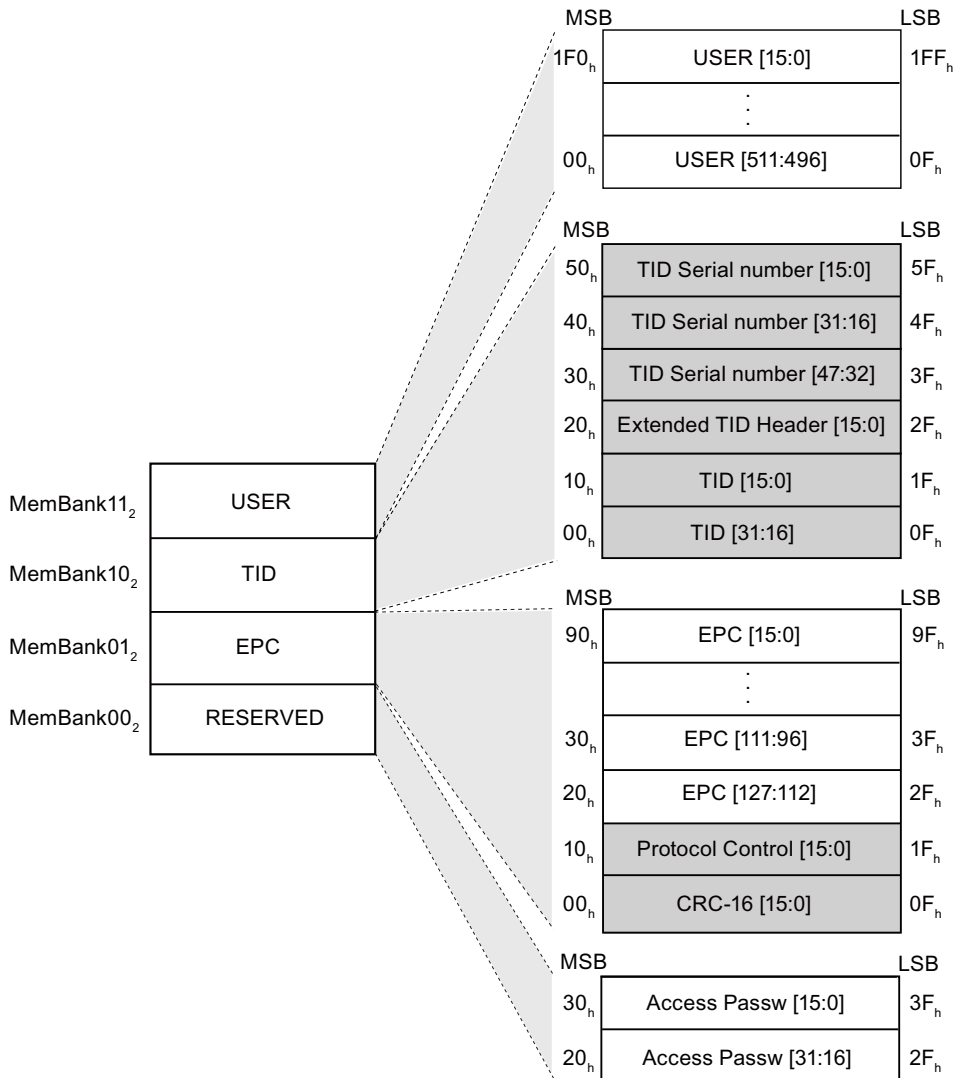 MSB LSB
1F0h USER [15:0] 1FFh
00h USER [511:496] 0Fh
MSB LSB
50h TID Serial number [15:0] 5Fh
40h TID Serial number [31:16] 4Fh
30h TID Serial number [47:32] 3Fh
20h Extended TID Header [15:0] 2Fh
10h TID [15:0] 1Fh
00h TID [31:16] 0Fh
MemBank11₂ USER
MemBank10₂ TID
MemBank01₂ EPC
MemBank00₂ RESERVED
MSB LSB
90h EPC [15:0] 9Fh
30h EPC [111:96] 3Fh
20h EPC [127:112] 2Fh
10h Protocol Control [15:0] 1Fh
00h CRC-16 [15:0] 0Fh
MSB LSB
30h Access Passw [15:0] 3Fh
20h Access Passw [31:16] 2Fh